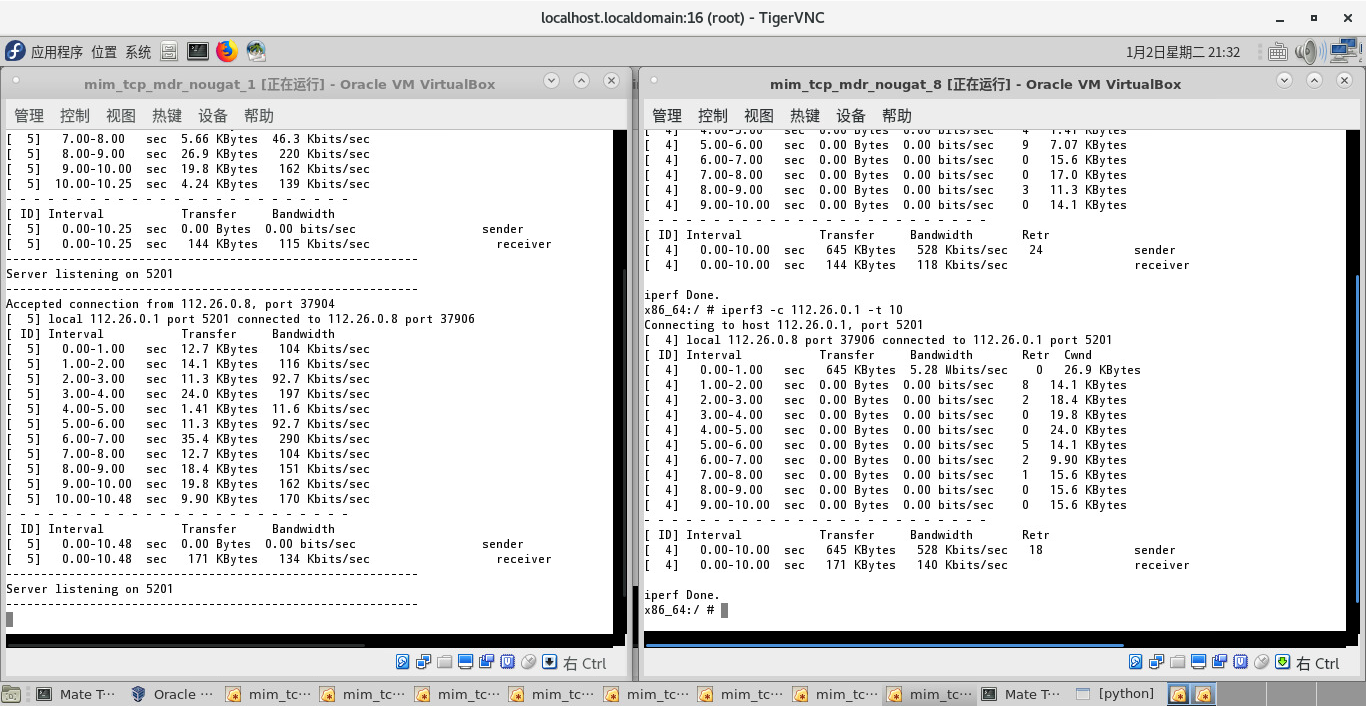 localhost.localdomain:16 (root) - TigerVNC
应用程序 位置 系统
1月2日星期二 21:32
mim_tcp_mdr_nougat_1 [正在运行] - Oracle VM VirtualBox
管理 控制 视图 热键 设备 帮助
[ 5] 7.00-8.00 sec 5.66 KBytes 46.3 Kbits/sec
[ 5] 8.00-9.00 sec 26.9 KBytes 220 Kbits/sec
[ 5] 9.00-10.00 sec 19.8 KBytes 162 Kbits/sec
[ 5] 10.00-10.25 sec 4.24 KBytes 139 Kbits/sec
- - - - - - - - - - - - - - - - - - - - - - - - -
[ ID] Interval Transfer Bandwidth
[ 5] 0.00-10.25 sec 0.00 Bytes 0.00 bits/sec sender
[ 5] 0.00-10.25 sec 144 KBytes 115 Kbits/sec receiver
-----------------------------------------------------------
Server listening on 5201
-----------------------------------------------------------
Accepted connection from 112.26.0.8, port 37904
[ 5] local 112.26.0.1 port 5201 connected to 112.26.0.8 port 37906
[ ID] Interval Transfer Bandwidth
[ 5] 0.00-1.00 sec 12.7 KBytes 104 Kbits/sec
[ 5] 1.00-2.00 sec 14.1 KBytes 116 Kbits/sec
[ 5] 2.00-3.00 sec 11.3 KBytes 92.7 Kbits/sec
[ 5] 3.00-4.00 sec 24.0 KBytes 197 Kbits/sec
[ 5] 4.00-5.00 sec 1.41 KBytes 11.6 Kbits/sec
[ 5] 5.00-6.00 sec 11.3 KBytes 92.7 Kbits/sec
[ 5] 6.00-7.00 sec 35.4 KBytes 290 Kbits/sec
[ 5] 7.00-8.00 sec 12.7 KBytes 104 Kbits/sec
[ 5] 8.00-9.00 sec 18.4 KBytes 151 Kbits/sec
[ 5] 9.00-10.00 sec 19.8 KBytes 162 Kbits/sec
[ 5] 10.00-10.48 sec 9.90 KBytes 170 Kbits/sec
- - - - - - - - - - - - - - - - - - - - - - - - -
[ ID] Interval Transfer Bandwidth
[ 5] 0.00-10.48 sec 0.00 Bytes 0.00 bits/sec sender
[ 5] 0.00-10.48 sec 171 KBytes 134 Kbits/sec receiver
-----------------------------------------------------------
Server listening on 5201
-----------------------------------------------------------
右 Ctrl
mim_tcp_mdr_nougat_8 [正在运行] - Oracle VM VirtualBox
管理 控制 视图 热键 设备 帮助
[ 4] 4.00-5.00 sec 0.00 Bytes 0.00 bits/sec 4 1.41 KBytes
[ 4] 5.00-6.00 sec 0.00 Bytes 0.00 bits/sec 9 7.07 KBytes
[ 4] 6.00-7.00 sec 0.00 Bytes 0.00 bits/sec 0 15.6 KBytes
[ 4] 7.00-8.00 sec 0.00 Bytes 0.00 bits/sec 0 17.0 KBytes
[ 4] 8.00-9.00 sec 0.00 Bytes 0.00 bits/sec 3 11.3 KBytes
[ 4] 9.00-10.00 sec 0.00 Bytes 0.00 bits/sec 0 14.1 KBytes
- - - - - - - - - - - - - - - - - - - - - - - - -
[ ID] Interval Transfer Bandwidth Retr
[ 4] 0.00-10.00 sec 645 KBytes 528 Kbits/sec 24 sender
[ 4] 0.00-10.00 sec 144 KBytes 118 Kbits/sec receiver
iperf Done.
x86_64:/ # iperf3 -c 112.26.0.1 -t 10
Connecting to host 112.26.0.1, port 5201
[ 4] local 112.26.0.8 port 37906 connected to 112.26.0.1 port 5201
[ ID] Interval Transfer Bandwidth Retr Cwnd
[ 4] 0.00-1.00 sec 645 KBytes 5.28 Mbits/sec 0 26.9 KBytes
[ 4] 1.00-2.00 sec 0.00 Bytes 0.00 bits/sec 8 14.1 KBytes
[ 4] 2.00-3.00 sec 0.00 Bytes 0.00 bits/sec 2 18.4 KBytes
[ 4] 3.00-4.00 sec 0.00 Bytes 0.00 bits/sec 0 19.8 KBytes
[ 4] 4.00-5.00 sec 0.00 Bytes 0.00 bits/sec 0 24.0 KBytes
[ 4] 5.00-6.00 sec 0.00 Bytes 0.00 bits/sec 5 14.1 KBytes
[ 4] 6.00-7.00 sec 0.00 Bytes 0.00 bits/sec 2 9.90 KBytes
[ 4] 7.00-8.00 sec 0.00 Bytes 0.00 bits/sec 1 15.6 KBytes
[ 4] 8.00-9.00 sec 0.00 Bytes 0.00 bits/sec 0 15.6 KBytes
[ 4] 9.00-10.00 sec 0.00 Bytes 0.00 bits/sec 0 15.6 KBytes
- - - - - - - - - - - - - - - - - - - - - - - - -
[ ID] Interval Transfer Bandwidth Retr
[ 4] 0.00-10.00 sec 645 KBytes 528 Kbits/sec 18 sender
[ 4] 0.00-10.00 sec 171 KBytes 140 Kbits/sec receiver
iperf Done.
x86_64:/ #
右 Ctrl
Mate T··· Oracle ··· mim_tc··· mim_tc··· mim_tc··· mim_tc··· mim_tc··· mim_tc··· mim_tc··· mim_tc··· Mate T··· [python]